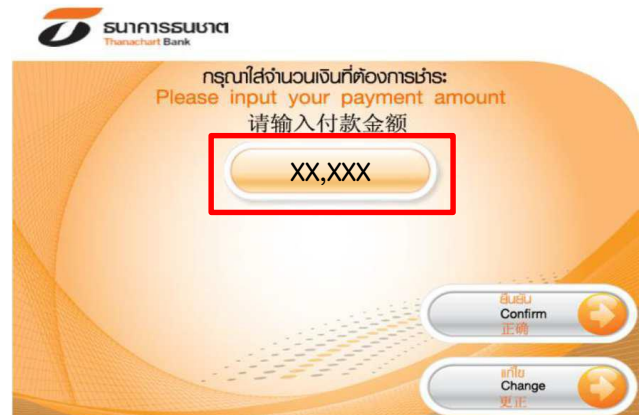 ธนาคารธนชาต
Thanachart Bank
กรุณาใส่จำนวนเงินที่ต้องการชำระ
Please input your payment amount
请输入付款金额
XX,XXX
ยืนยัน
Confirm
正确
แก้ไข
Change
更正